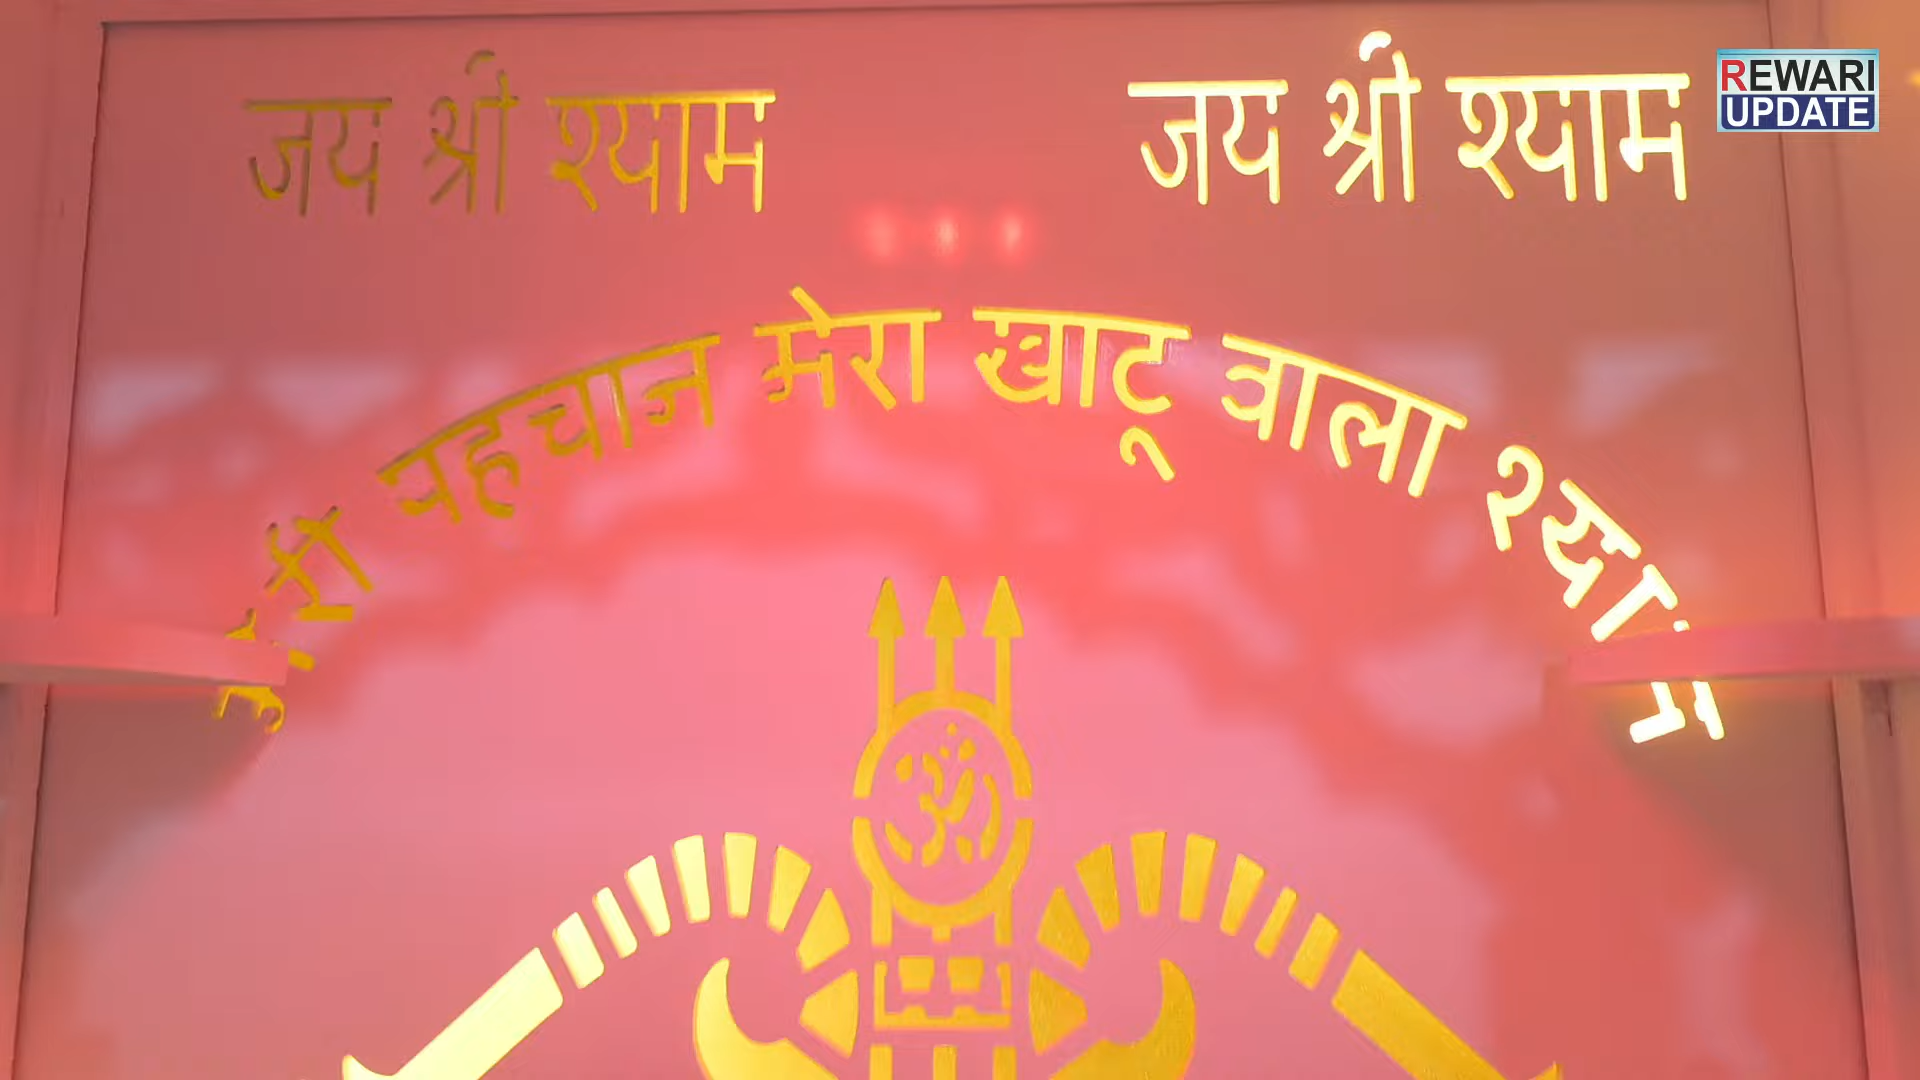 जय श्री श्याम
जय श्री श्याम
REWARI
UPDATE
पहचान मेरा खाटू वाला श्याम
ॐ